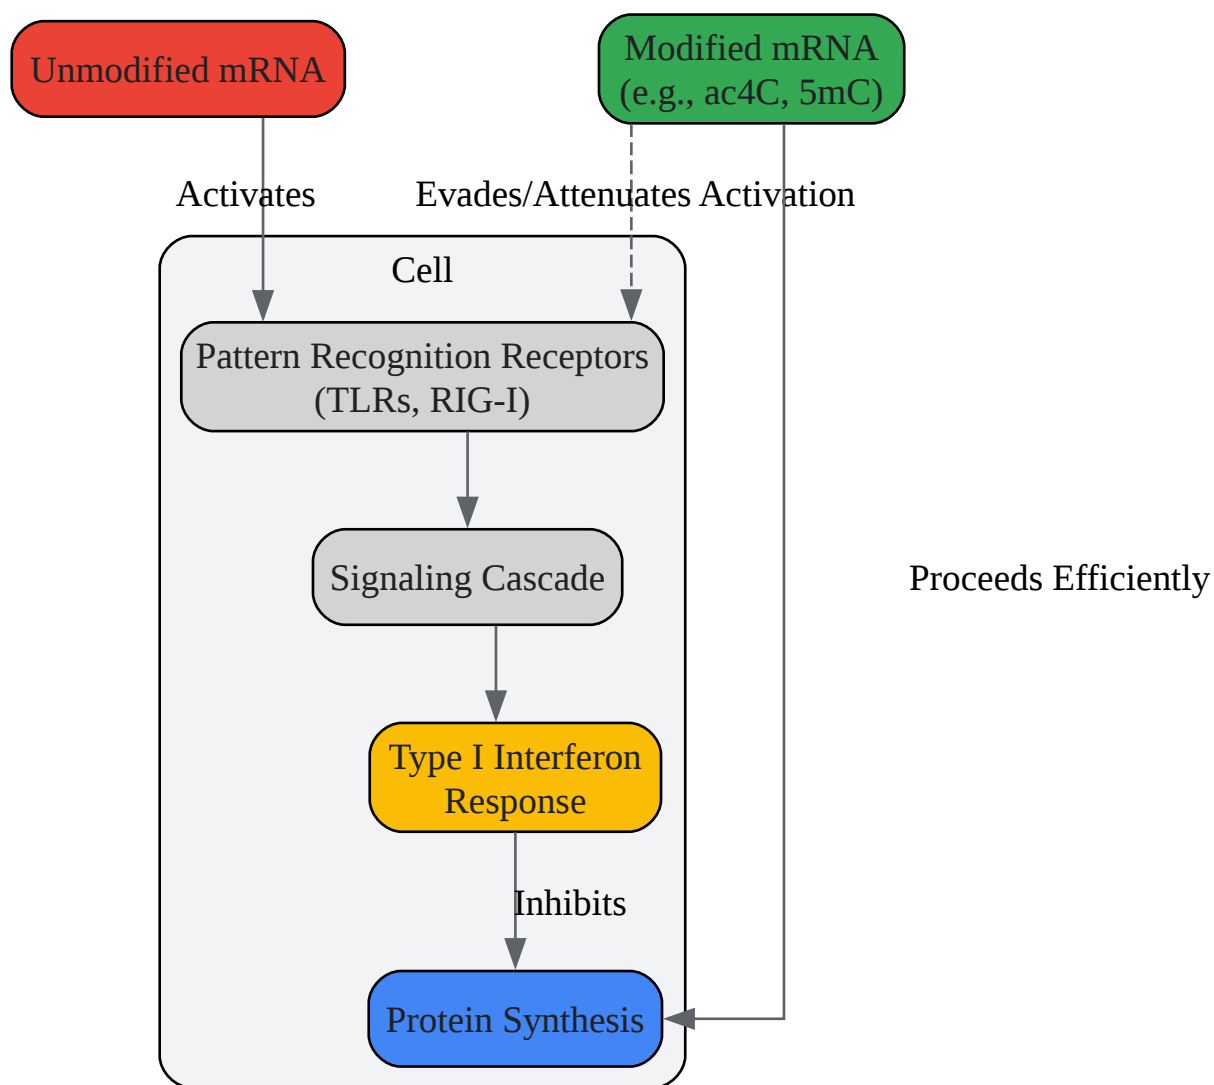 Unmodified mRNA
Modified mRNA
(e.g., ac4C, 5mC)
Activates
Evades/Attenuates Activation
Cell
Pattern Recognition Receptors
(TLRs, RIG-I)
Signaling Cascade
Proceeds Efficiently
Type I Interferon
Response
Inhibits
Protein Synthesis